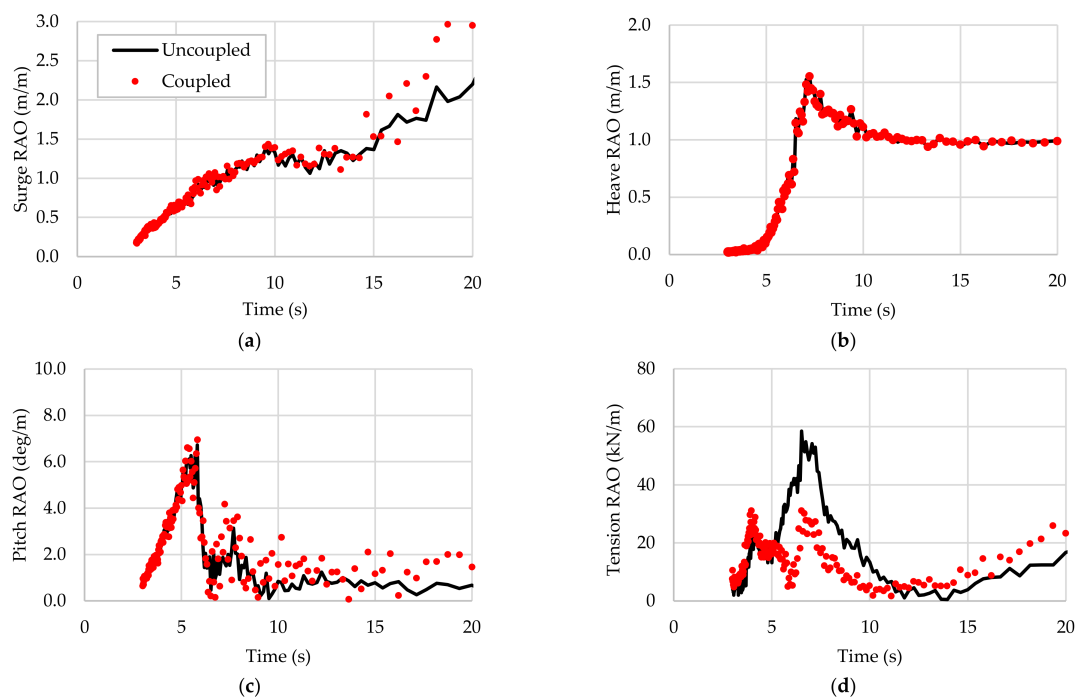 Surge RAO (m/m)
3.0
2.5
2.0
1.5
1.0
0.5
0.0
Uncoupled
Coupled
0 5 10 15 20
Time (s)
(a)
Heave RAO (m/m)
2.0
1.5
1.0
0.5
0.0
0 5 10 15 20
Time (s)
(b)
Pitch RAO (deg/m)
10.0
8.0
6.0
4.0
2.0
0.0
0 5 10 15 20
Time (s)
(c)
Tension RAO (kN/m)
80
60
40
20
0
0 5 10 15 20
Time (s)
(d)